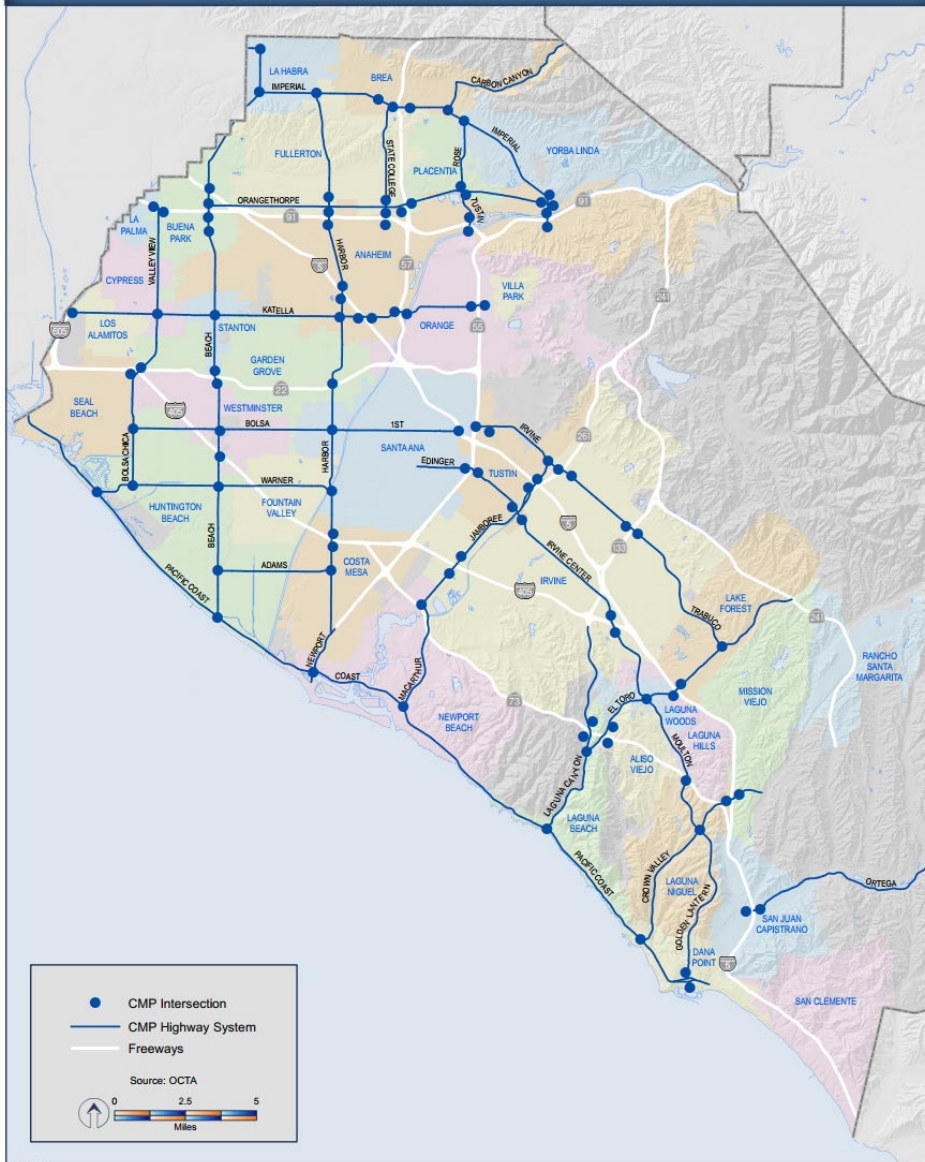 LA HABRA
IMPERIAL
BREA
CARBON CANYON
FULLERTON
STATE COLLEGE
PLACENTIA
ROSE
IMPERIAL
YORBA LINDA
ORANGETHORPE
TUSTIN
91
91
LA
PALMA
BUENA
PARK
VALLEY VIEW
HARBOR
ANAHEIM
5
57
CYPRESS
VILLA
PARK
241
KATELLA
LOS
ALAMITOS
STANTON
ORANGE
55
605
BEACH
GARDEN
GROVE
22
SEAL
BEACH
405
WESTMINSTER
BOLSA
1ST
IRVINE
261
BOLSA CHICA
HARBOR
SANTA ANA
EDINGER
TUSTIN
WARNER
HUNTINGTON
BEACH
FOUNTAIN
VALLEY
JAMBOREE
5
133
BEACH
ADAMS
COSTA
MESA
IRVINE CENTER
IRVINE
405
PACIFIC COAST
TRABUCO
LAKE
FOREST
241
NEWPORT
COAST
MACARTHUR
NEWPORT
BEACH
73
EL TORO
LAGUNA
WOODS
MISSION
VIEJO
RANCHO
SANTA
MARGARITA
LAGUNA
HILLS
MOULTON
ALISO
VIEJO
LAGUNA CANYON
LAGUNA
BEACH
PACIFIC COAST
CROWN VALLEY
LAGUNA
NIGUEL
GOLDEN LANTERN
ORTEGA
SAN JUAN
CAPISTRANO
DANA
POINT
5
SAN CLEMENTE
CMP Intersection
CMP Highway System
Freeways
Source: OCTA
0 2.5 5
Miles